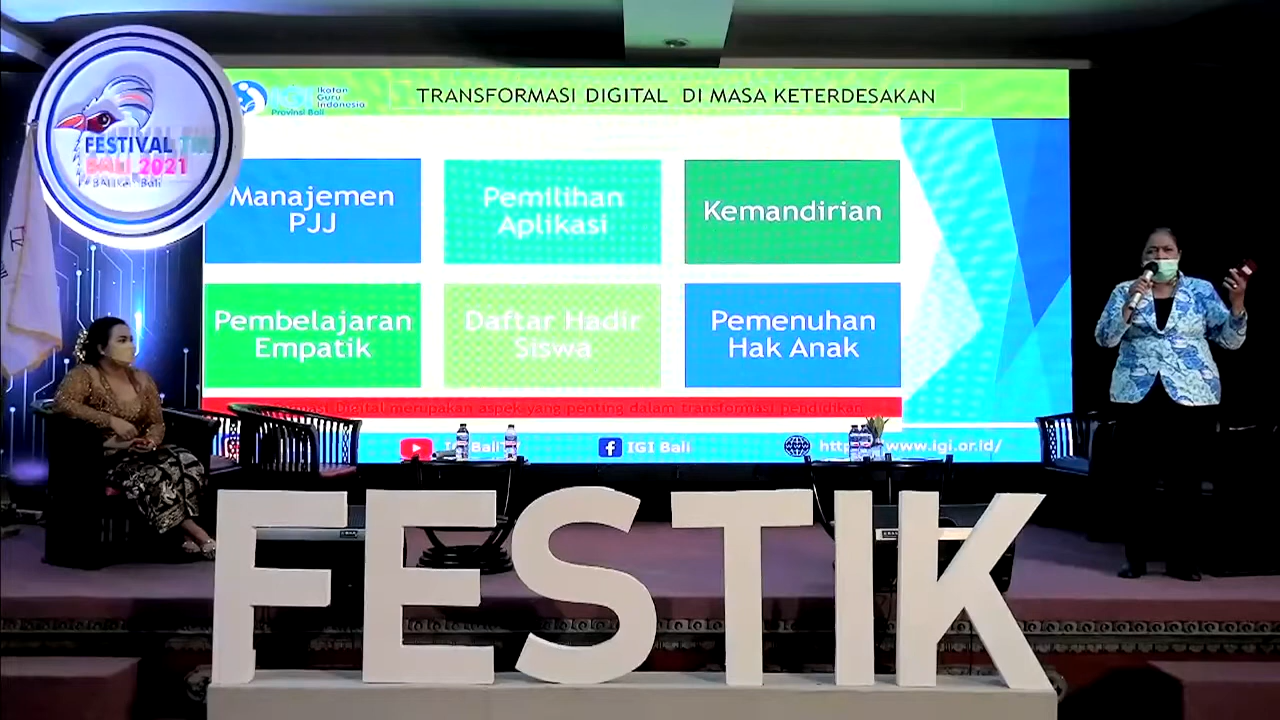 Ikatan
Guru
Indonesia
Provinsi Bali
TRANSFORMASI DIGITAL DI MASA KETERDESAKAN
FESTIVAL
BALI 2021
Manajemen
PJJ
Pemilihan
Aplikasi
Kemandirian
Pembelajaran
Empatik
Daftar Hadir
Siswa
Pemenuhan
Hak Anak
Digital merupakan aspek yang penting dalam transformasi pendidikan
IGI Bali
www.igi.or.id/
FESTIK